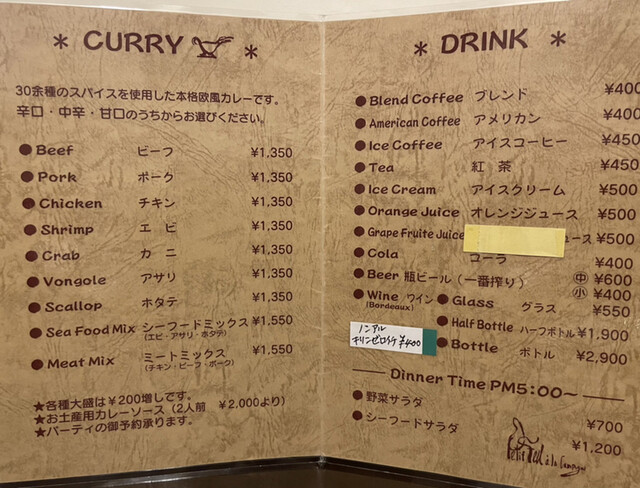 * CURRY *
30余種のスパイスを使用した本格欧風カレーです。
辛口・中辛・甘口のうちからお選びください。
●Beef ビーフ ¥1,350
●Pork ポーク ¥1,350
●Chicken チキン ¥1,350
●Shrimp エビ ¥1,350
●Crab カニ ¥1,350
●Vongole アサリ ¥1,350
●Scallop ホタテ ¥1,350
●Sea Food Mix シーフードミックス ¥1,550
(エビ・アサリ・ホタテ)
●Meat Mix ミートミックス ¥1,550
(チキン・ビーフ・ポーク)
★各種大盛は¥200増しです。
★お土産用カレーソース(2人前 ¥2,000より)
★パーティの御予約承ります。
* DRINK *
●Blend Coffee ブレンド ¥400
●American Coffee アメリカン ¥400
●Ice Coffee アイスコーヒー ¥450
●Tea 紅茶 ¥450
●Ice Cream アイスクリーム ¥500
●Orange Juice オレンジジュース ¥500
●Grape Fruite Juice ュース ¥500
●Cola コーラ ¥400
●Beer 瓶ビール(一番搾り) ㊥ ¥600
㊙︎小 ¥400
●Wine ワイン ●Glass グラス ¥550
(Bordeaux)
●Half Bottle ハーフボトル ¥1,900
●Bottle ボトル ¥2,900
ノンアル
キリンゼロイチ ¥400
Dinner Time PM5:00~
●野菜サラダ ¥700
●シーフードサラダ ¥1,200